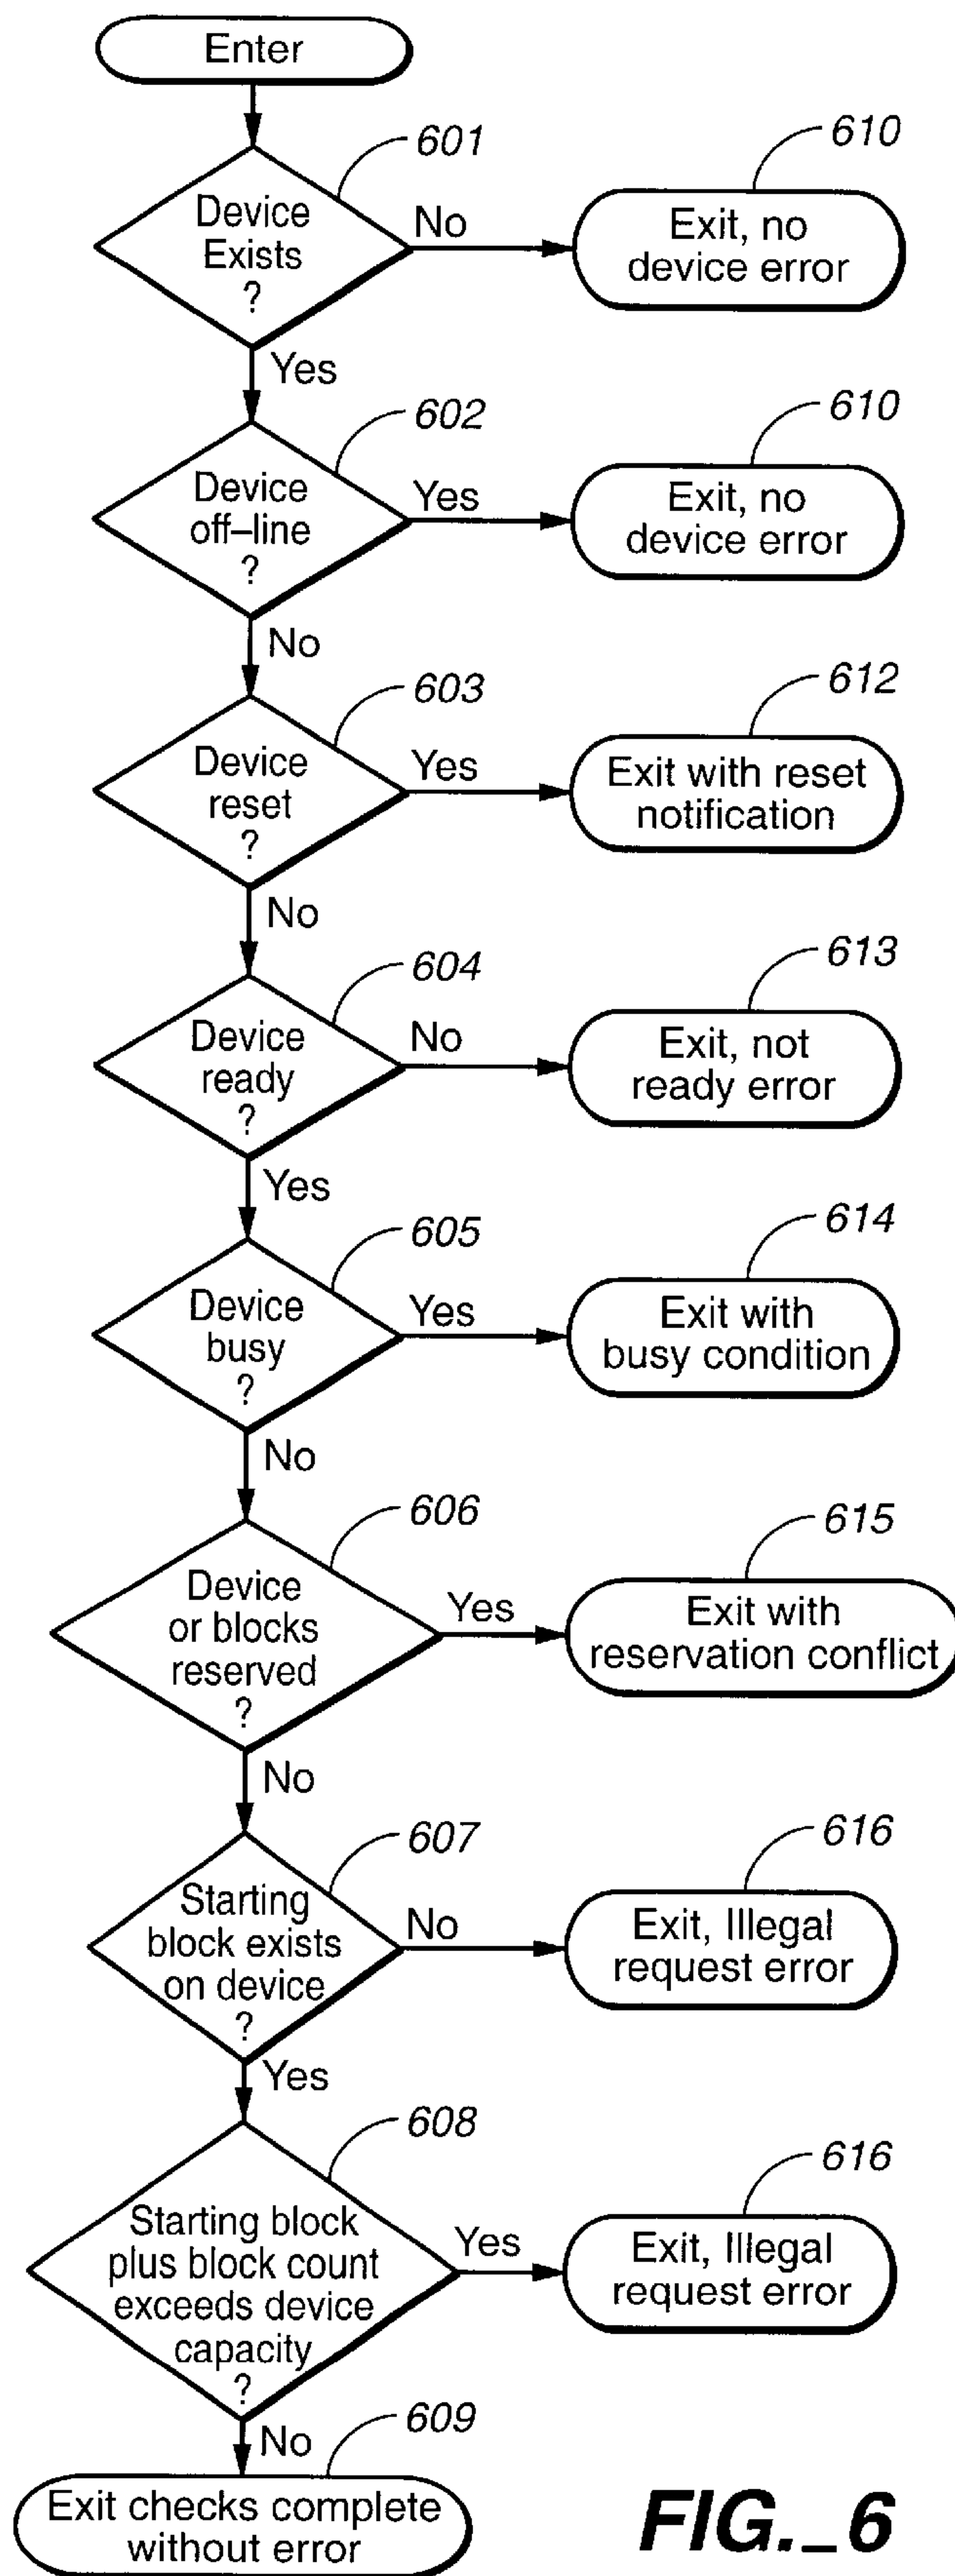 Enter
601
Device
Exists
?
No
610
Exit, no
device error
Yes
602
Device
off–line
?
Yes
610
Exit, no
device error
No
603
Device
reset
?
Yes
612
Exit with reset
notification
No
604
Device
ready
?
No
613
Exit, not
ready error
Yes
605
Device
busy
?
Yes
614
Exit with
busy condition
No
606
Device
or blocks
reserved
?
Yes
615
Exit with
reservation conflict
No
607
Starting
block exists
on device
?
No
616
Exit, Illegal
request error
Yes
608
Starting block
plus block count
exceeds device
capacity
?
Yes
616
Exit, Illegal
request error
No
609
Exit checks complete
without error
FIG._6